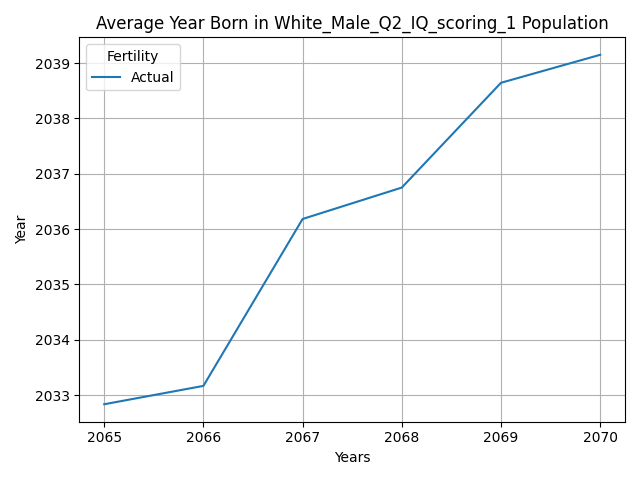 Average Year Born in White_Male_Q2_IQ_scoring_1 Population
Fertility
Actual
2039
2038
2037
2036
2035
2034
2033
Year
2065 2066 2067 2068 2069 2070
Years